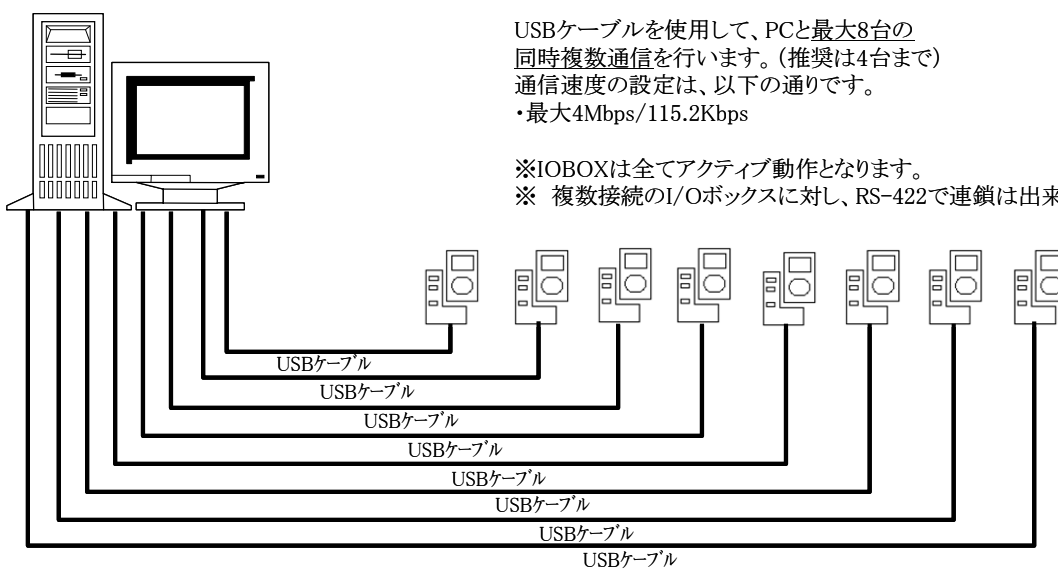 USBケーブルを使用して、PCと最大8台の
同時複数通信を行います。（推奨は4台まで）
通信速度の設定は、以下の通りです。
・最大4Mbps/115.2Kbps
※IOBOXは全てアクティブ動作となります。
※ 複数接続のI/Oボックスに対し、RS-422で連鎖は出来
USBｹｰﾌﾞﾙ
USBｹｰﾌﾞﾙ
USBｹｰﾌﾞﾙ
USBｹｰﾌﾞﾙ
USBｹｰﾌﾞﾙ
USBｹｰﾌﾞﾙ
USBｹｰﾌﾞﾙ
USBｹｰﾌﾞﾙ